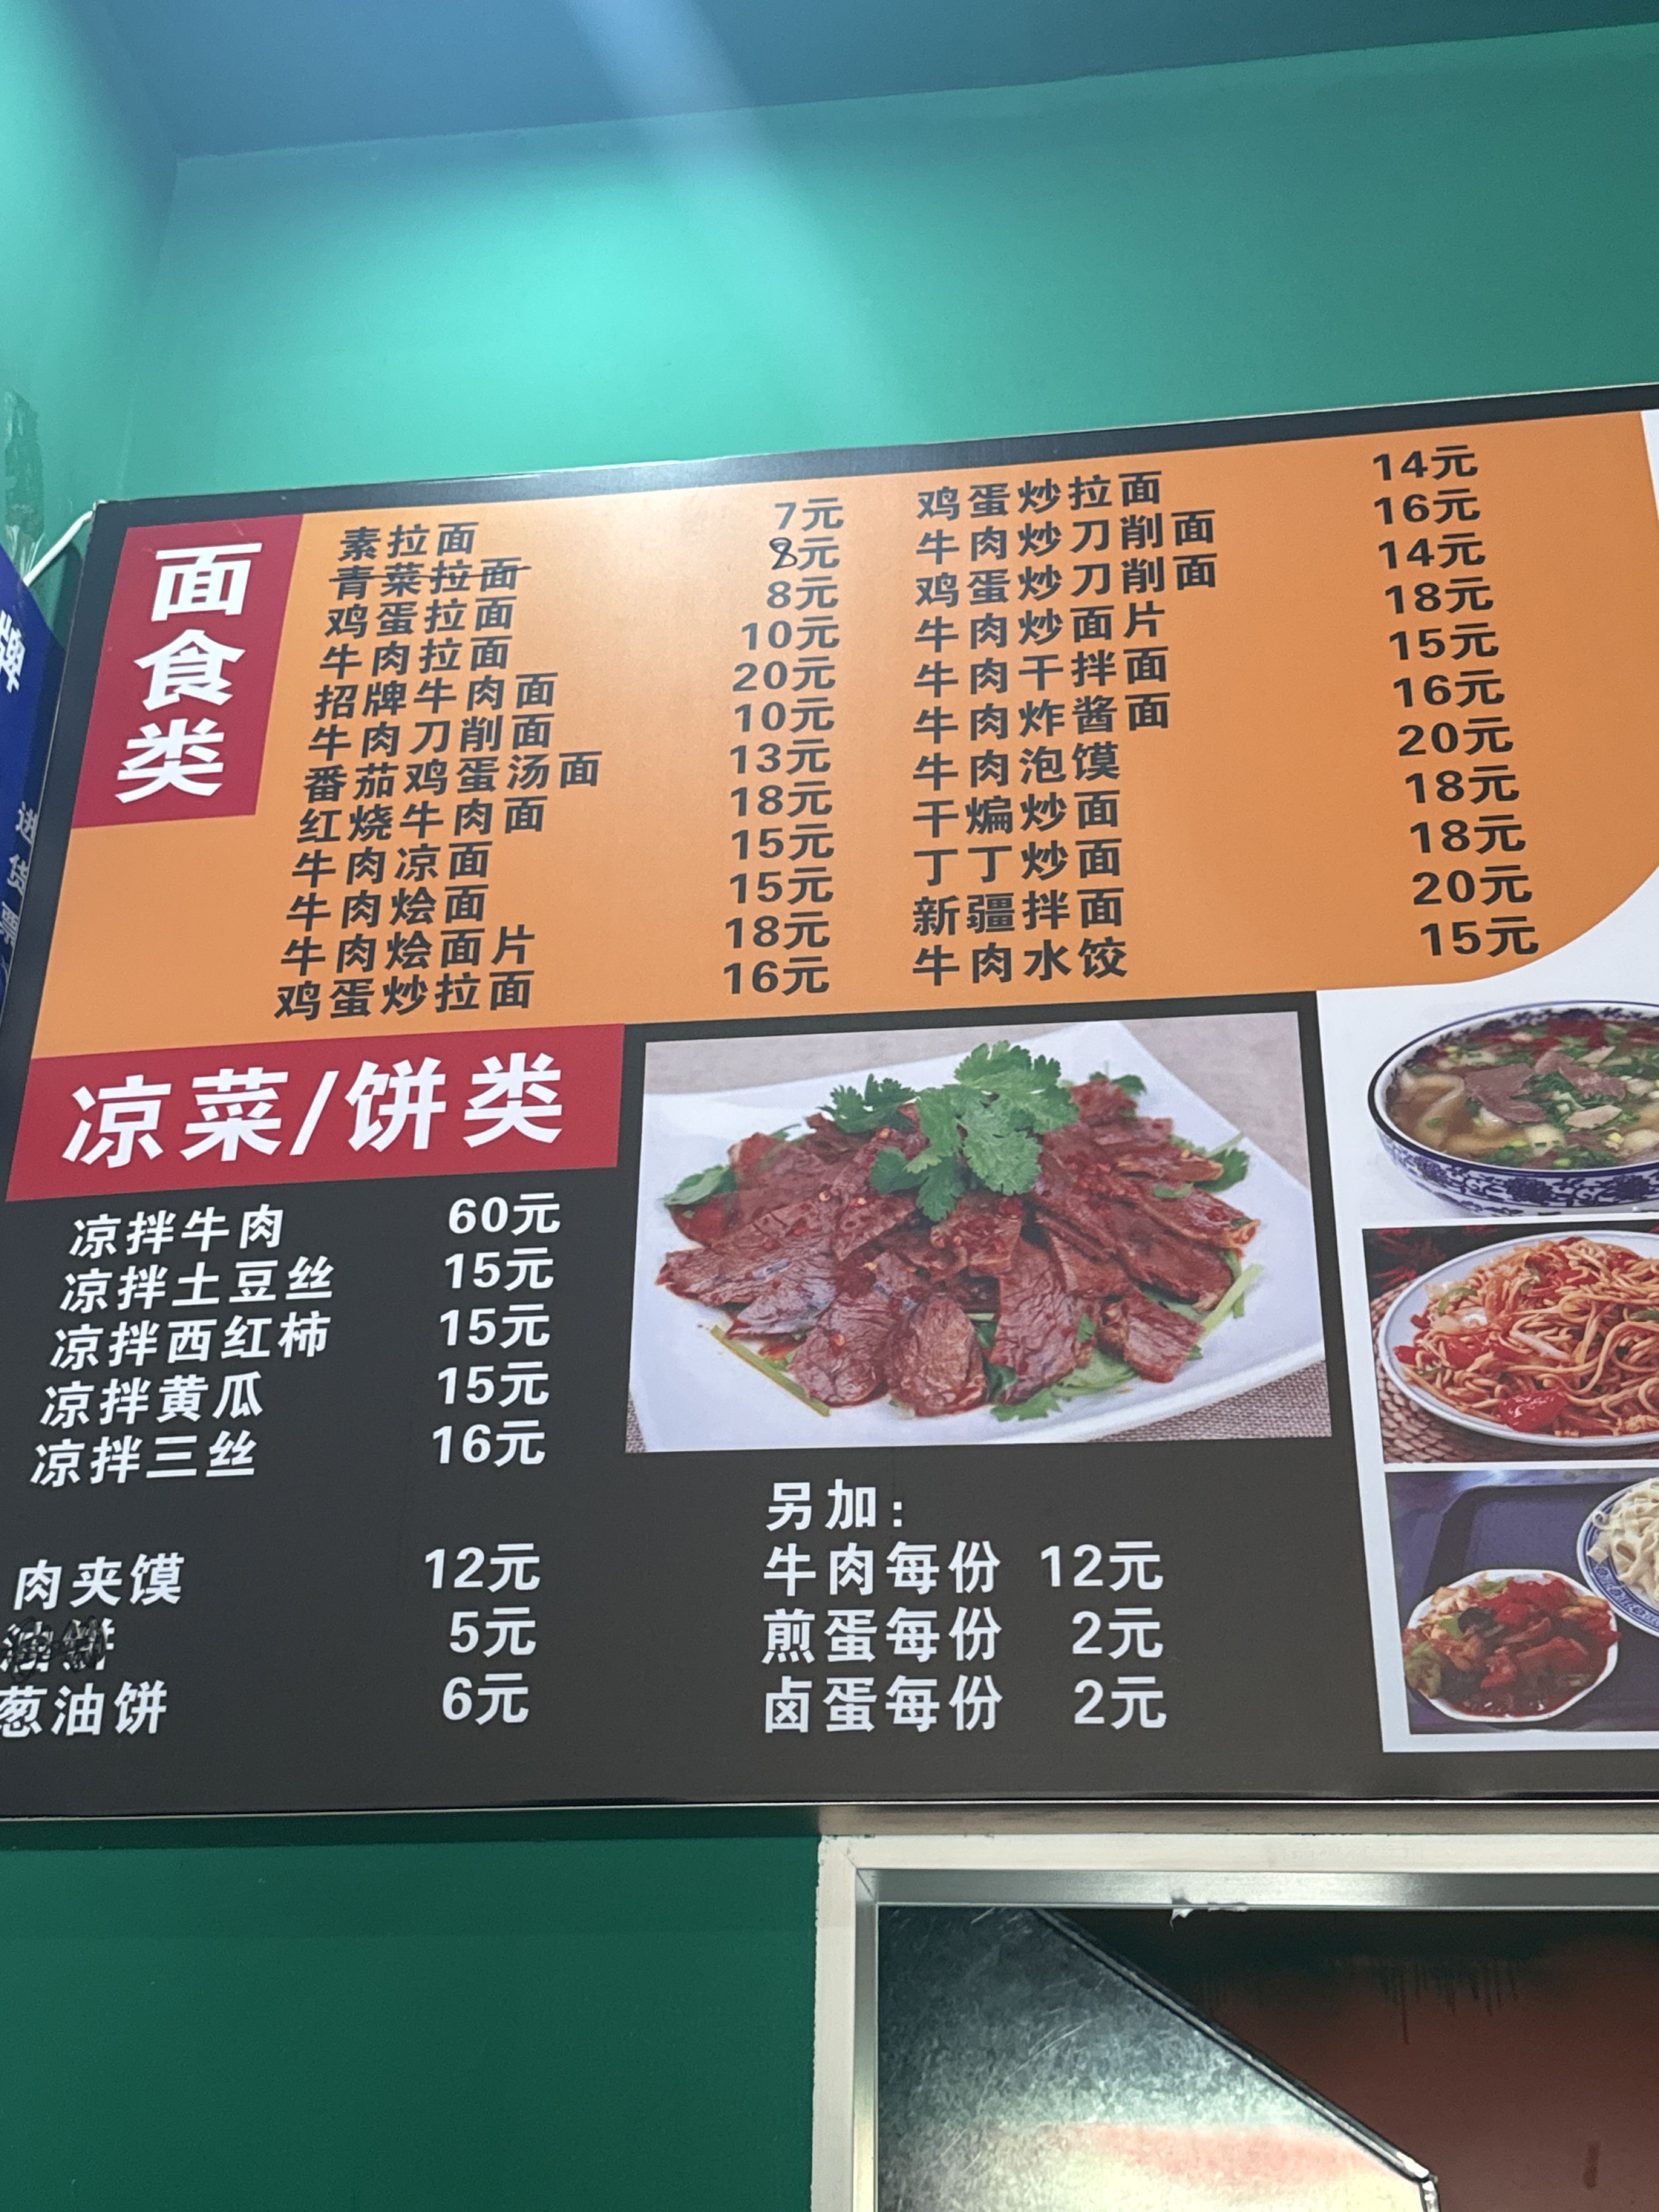 牌
进
货
票
面食类
素拉面 7元
青菜拉面 8元
鸡蛋拉面 8元
牛肉拉面 10元
招牌牛肉面 20元
牛肉刀削面 10元
番茄鸡蛋汤面 13元
红烧牛肉面 18元
牛肉凉面 15元
牛肉烩面 15元
牛肉烩面片 18元
鸡蛋炒拉面 16元
鸡蛋炒拉面 14元
牛肉炒刀削面 16元
鸡蛋炒刀削面 14元
牛肉炒面片 18元
牛肉干拌面 15元
牛肉炸酱面 16元
牛肉泡馍 20元
干煸炒面 18元
丁丁炒面 18元
新疆拌面 20元
牛肉水饺 15元
凉菜/饼类
凉拌牛肉 60元
凉拌土豆丝 15元
凉拌西红柿 15元
凉拌黄瓜 15元
凉拌三丝 16元
肉夹馍 12元
油饼 5元
葱油饼 6元
另加：
牛肉每份 12元
煎蛋每份 2元
卤蛋每份 2元